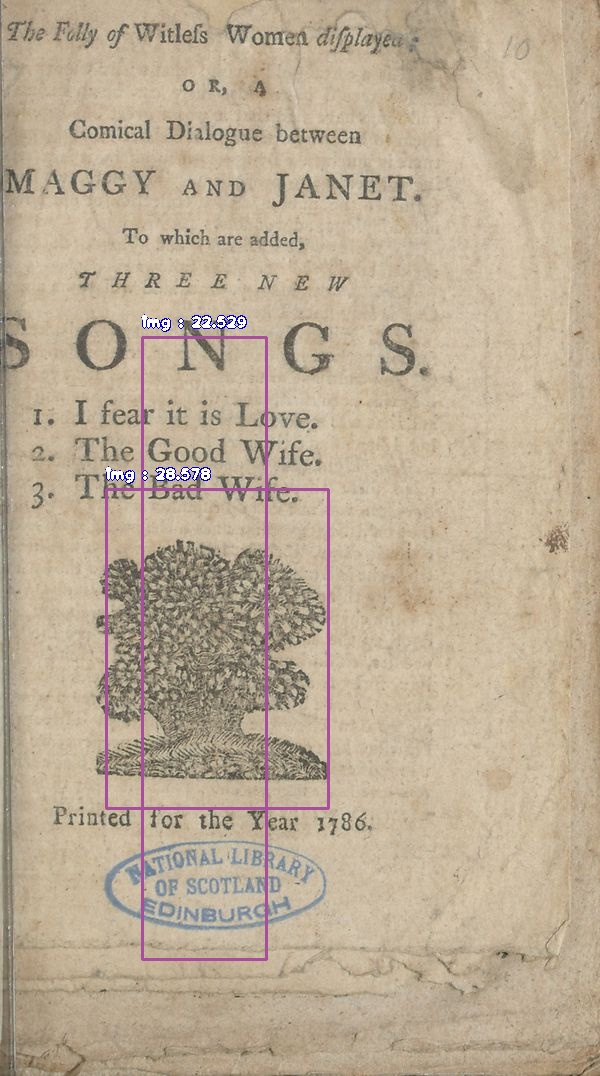 The Folly of Witleſs Women diſplayed:
OR, A
Comical Dialogue between
MAGGY AND JANET.
To which are added,
THREE NEW
SONGS.
1. I fear it is Love.
2. The Good Wife.
3. The Bad Wife.
Printed for the Year 1786.
NATIONAL LIBRARY
OF SCOTLAND
EDINBURGH
10
img : 22.529
img : 28.578